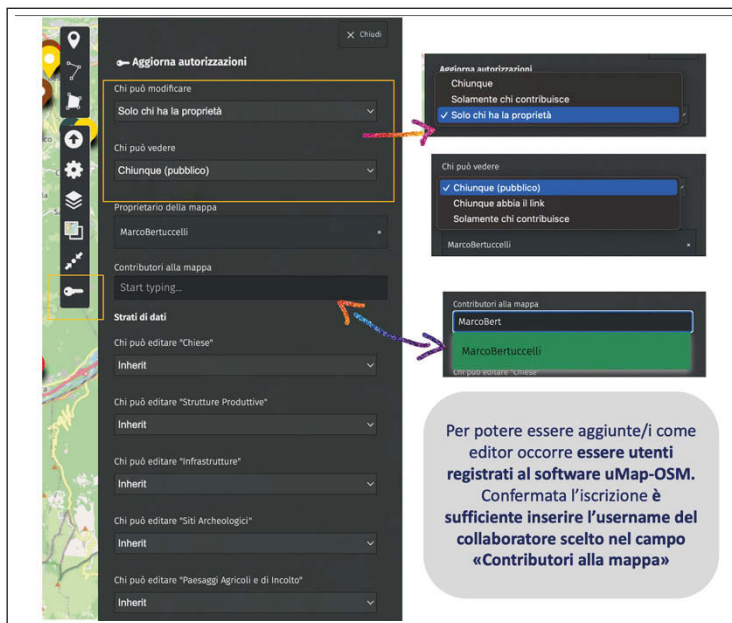 Chiudi
Aggiorna autorizzazioni
Chi può modificare
Solo chi ha la proprietà
Chi può vedere
Chiunque (pubblico)
Proprietario della mappa
MarcoBertuccelli
Contributori alla mappa
Start typing...
Strati di dati
Chi può editare "Chiese"
Inherit
Chi può editare "Strutture Produttive"
Inherit
Chi può editare "Infrastrutture"
Inherit
Chi può editare "Siti Archeologici"
Inherit
Chi può editare "Paesaggi Agricoli e di Incolto"
Inherit
Aggiorna autorizzazioni
Chiunque
Solamente chi contribuisce
✓ Solo chi ha la proprietà
Chi può vedere
✓ Chiunque (pubblico)
Chiunque abbia il link
Solamente chi contribuisce
MarcoBertuccelli
Contributori alla mappa
MarcoBert
MarcoBertuccelli
Chi può editare "Chiese"
Per potere essere aggiunte/i come
editor occorre essere utenti
registrati al software uMap-OSM.
Confermata l’iscrizione è
sufficiente inserire l’username del
collaboratore scelto nel campo
«Contributori alla mappa»